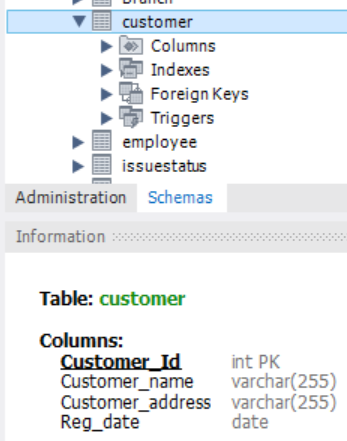 Branch
customer
Columns
Indexes
Foreign Keys
Triggers
employee
issuestatus
Administration Schemas
Information
Table: customer
Columns:
Customer_Id int PK
Customer_name varchar(255)
Customer_address varchar(255)
Reg_date date